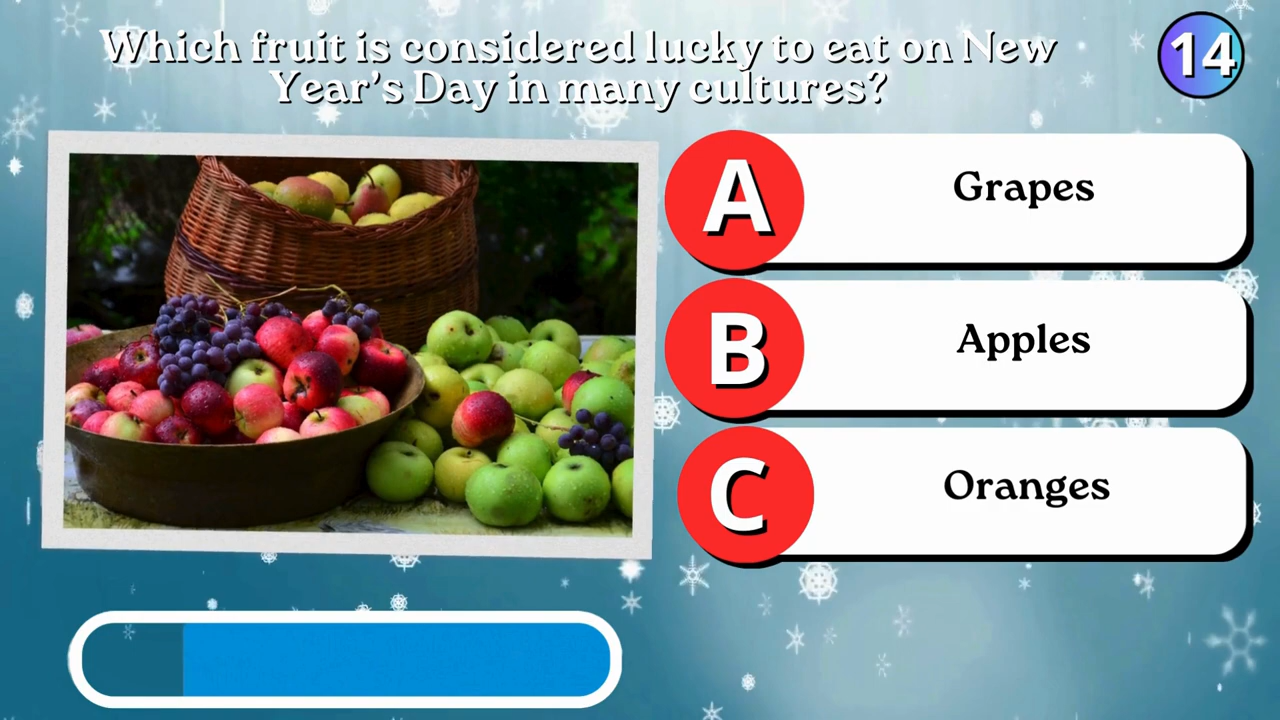 Which fruit is considered lucky to eat on New
Year's Day in many cultures?
14
A
Grapes
B
Apples
C
Oranges